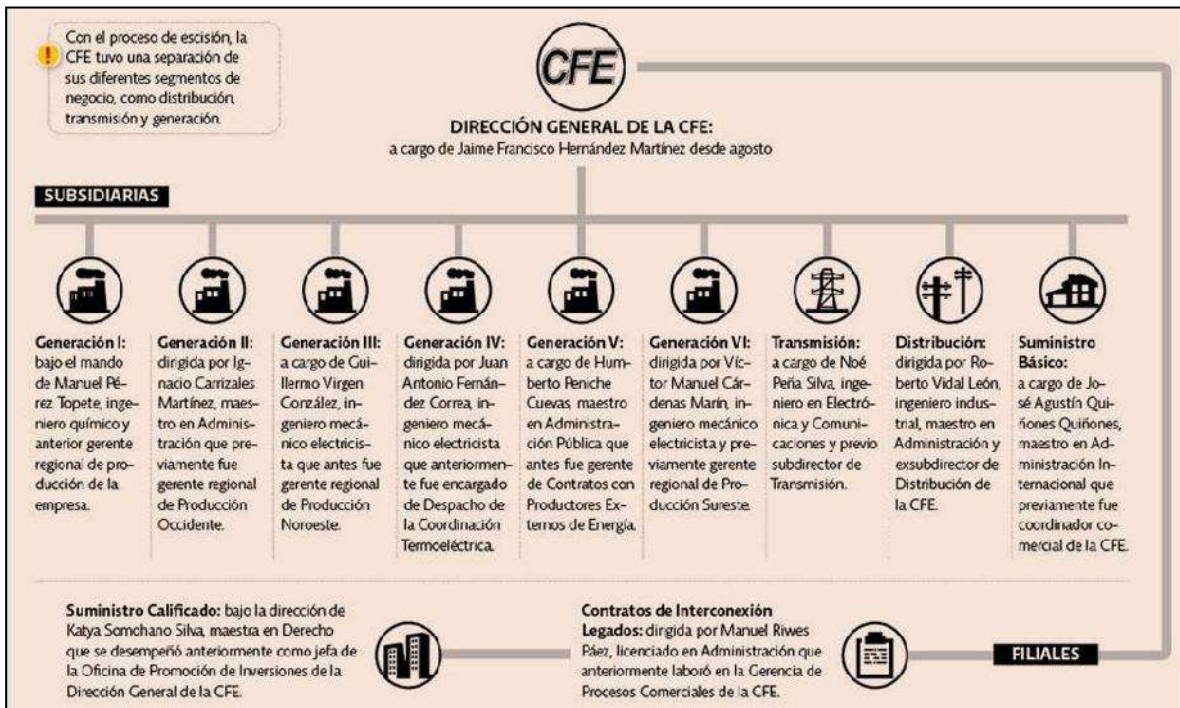 Con el proceso de escisión, la
CFE tuvo una separación de
sus diferentes segmentos de
negocio, como distribución,
transmisión y generación.
CFE
DIRECCIÓN GENERAL DE LA CFE:
a cargo de Jaime Francisco Hernández Martínez desde agosto
SUBSIDIARIAS
Generación I:
bajo el mando
de Manuel Pé-
rez Topete, inge-
niero químico y
anterior gerente
regional de pro-
ducción de la
empresa.
Generación II:
dirigida por Ig-
nacio Carrizales
Martínez, maes-
tro en Adminis-
tración que pre-
viamente fue
gerente regional
de Producción
Occidente.
Generación III:
a cargo de Gui-
llermo Virgen
González, in-
geniero mecá-
nico electricis-
ta que antes fue
gerente regional
de Producción
Noroeste.
Generación IV:
dirigida por Juan
Antonio Fernán-
dez Correa, in-
geniero mecá-
nico electricista
que anteriormen-
te fue encargado
de Despacho de
la Coordinación
Termoeléctrica.
Generación V:
a cargo de Hum-
berto Peniche
Cuevas, maestro
en Administra-
ción Pública que
antes fue gerente
de Contratos con
Productores Ex-
ternos de Energía.
Generación VI:
dirigida por Víc-
tor Manuel Cár-
denas Marín, in-
geniero mecánico
electricista y pre-
viamente gerente
regional de Pro-
ducción Sureste.
Transmisión:
a cargo de Noé
Peña Silva, inge-
niero en Electró-
nica y Comuni-
caciones y previo
subdirector de
Transmisión.
Distribución:
dirigida por Ro-
berto Vidal León,
ingeniero indus-
trial, maestro en
Administración y
exsubdirector de
Distribución de
la CFE.
Suministro
Básico:
a cargo de Jo-
sé Agustín Qui-
ñones Quiñones,
maestro en Ad-
ministración In-
ternacional que
previamente fue
coordinador co-
mercial de la CFE.
Suministro Calificado: bajo la dirección de
Katya Somohano Silva, maestra en Derecho
que se desempeñó anteriormente como jefa de
la Oficina de Promoción de Inversiones de la
Dirección General de la CFE.
Contratos de Interconexión
Legados: dirgida por Manuel Riwes
Páez, licenciado en Administración que
anteriormente laboró en la Gerencia de
Procesos Comerciales de la CFE.
FILIALES